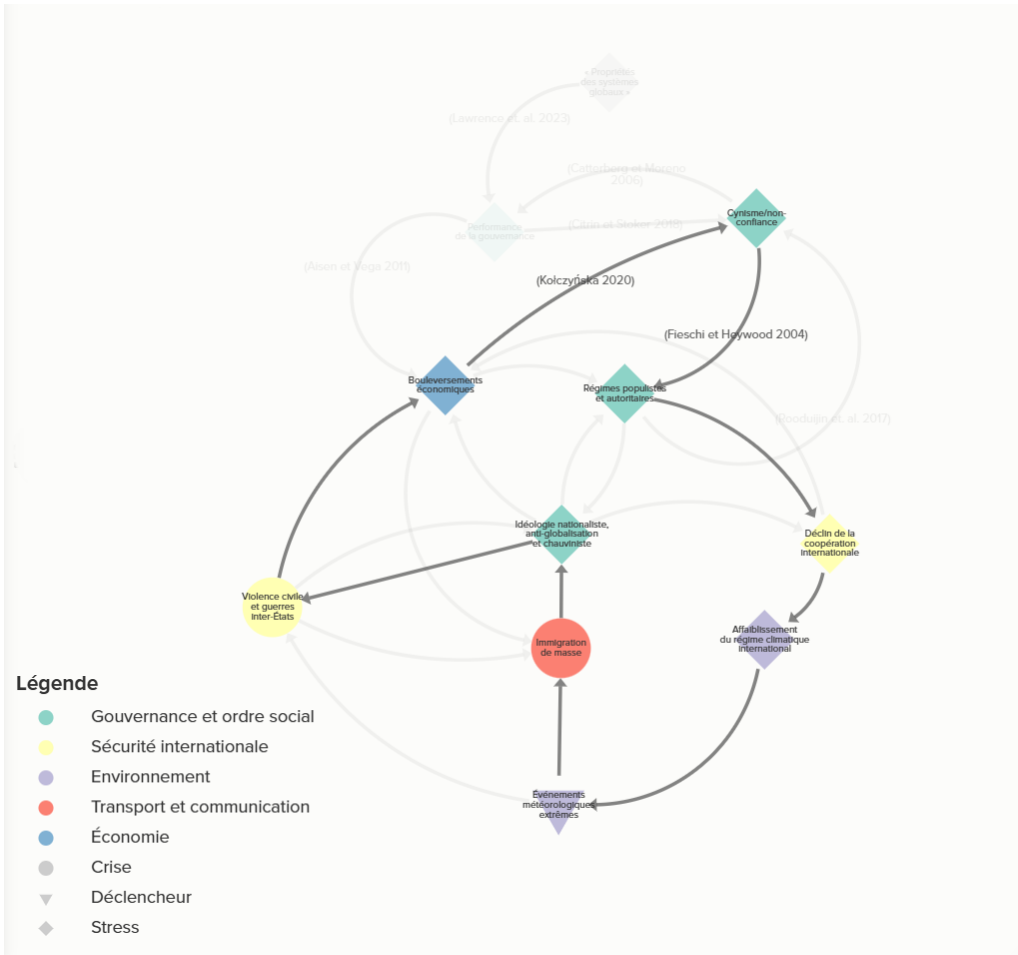 « Propriétés
des systèmes
globaux »
(Lawrence et. al. 2023)
(Catterberg et Moreno
2006)
Cynisme/non-
confiance
(Citrin et Stoker 2018)
Performance
de la gouvernance
(Aisen et Vega 2011)
(Kołczyńska 2020)
(Fieschi et Heywood 2004)
Bouleversements
économiques
Régimes populistes
et autoritaires
(Rooduijin et. al. 2017)
Idéologie nationaliste,
anti-globalisation
et chauviniste
Déclin de la
coopération
internationale
Violence civile
et guerres
inter-États
Immigration
de masse
Affaiblissement
du régime climatique
international
Événements
météorologiques
extrêmes
Légende
Gouvernance et ordre social
Sécurité internationale
Environnement
Transport et communication
Économie
Crise
Déclencheur
Stress